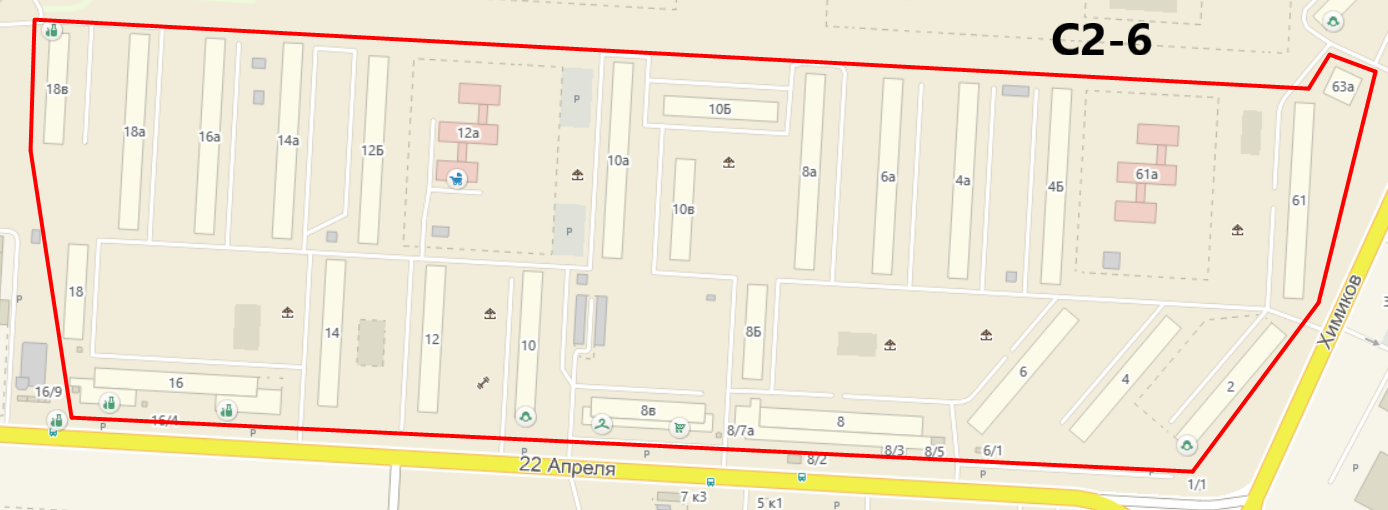 С2-6
63а
18в
18а
16а
14а
12Б
12а
P
10а
10Б
10в
8а
6а
4а
4Б
61а
61
P
18
P
14
12
10
8Б
6
4
2
Химиков
16
16/9
16/4
P
P
8в
8/7а
8
8/3
8/5
6/1
8/2
P
P
P
P
22 Апреля
1/1
7 к3
5 к1
P
P